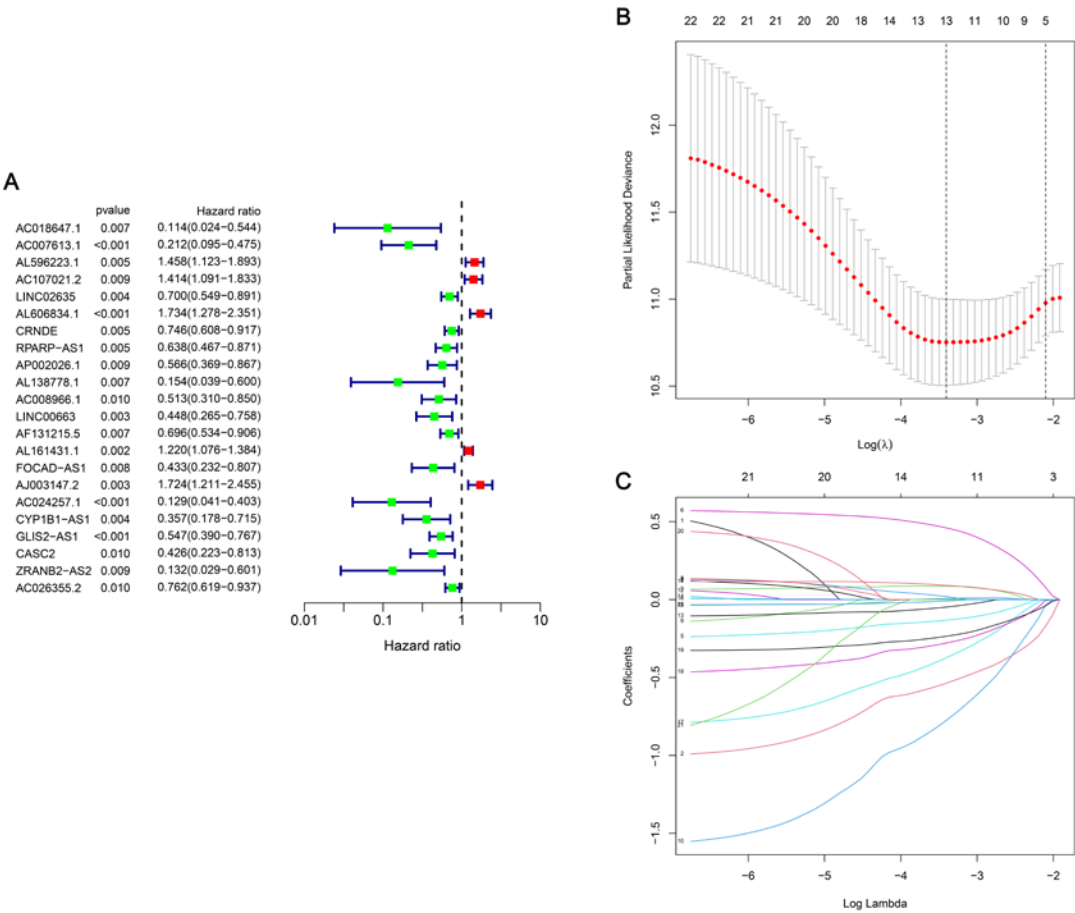 A
pvalue Hazard ratio
AC018647.1 0.007 0.114(0.024−0.544)
AC007613.1 <0.001 0.212(0.095−0.475)
AL596223.1 0.005 1.458(1.123−1.893)
AC107021.2 0.009 1.414(1.091−1.833)
LINC02635 0.004 0.700(0.549−0.891)
AL606834.1 <0.001 1.734(1.278−2.351)
CRNDE 0.005 0.746(0.608−0.917)
RPARP−AS1 0.005 0.638(0.467−0.871)
AP002026.1 0.009 0.566(0.369−0.867)
AL138778.1 0.007 0.154(0.039−0.600)
AC008966.1 0.010 0.513(0.310−0.850)
LINC00663 0.003 0.448(0.265−0.758)
AF131215.5 0.007 0.696(0.534−0.906)
AL161431.1 0.002 1.220(1.076−1.384)
FOCAD−AS1 0.008 0.433(0.232−0.807)
AJ003147.2 0.003 1.724(1.211−2.455)
AC024257.1 <0.001 0.129(0.041−0.403)
CYP1B1−AS1 0.004 0.357(0.178−0.715)
GLIS2−AS1 <0.001 0.547(0.390−0.767)
CASC2 0.010 0.426(0.223−0.813)
ZRANB2−AS2 0.009 0.132(0.029−0.601)
AC026355.2 0.010 0.762(0.619−0.937)
0.01 0.1 1 10
Hazard ratio
B
22 22 21 21 20 20 18 14 13 13 11 10 9 5
Partial Likelihood Deviance
12.0
11.5
11.0
10.5
−6 −5 −4 −3 −2
Log(λ)
C
21 20 14 11 3
Coefficients
0.5
0.0
−0.5
−1.0
−1.5
6
1
20
13
9
5
19
18
2
10
−6 −5 −4 −3 −2
Log Lambda